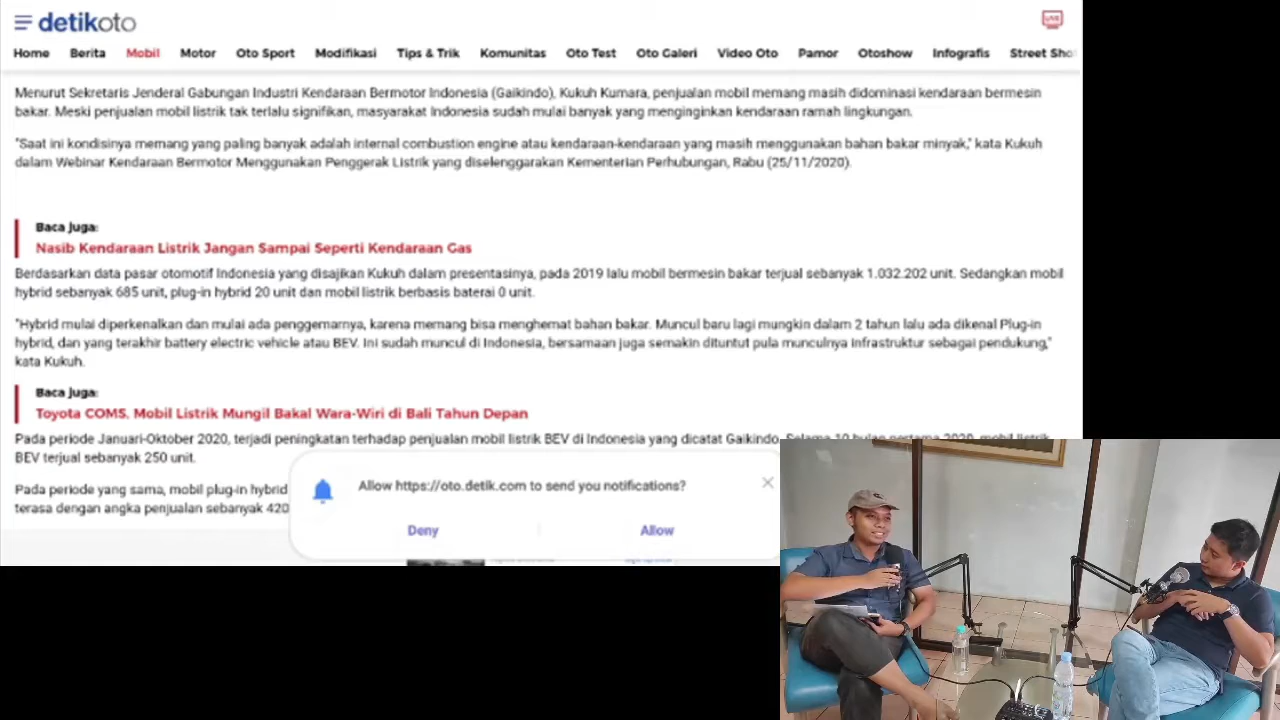 detikoto
LIVE
Home Berita Mobil Motor Oto Sport Modifikasi Tips & Trik Komunitas Oto Test Oto Galeri Video Oto Pamor Otoshow Infografis Street Sho
Menurut Sekretaris Jenderal Gabungan Industri Kendaraan Bermotor Indonesia (Gaikindo), Kukuh Kumara, penjualan mobil memang masih didominasi kendaraan bermesin
bakar. Meski penjualan mobil listrik tak terlalu signifikan, masyarakat Indonesia sudah mulai banyak yang menginginkan kendaraan ramah lingkungan.
"Saat ini kondisinya memang yang paling banyak adalah internal combustion engine atau kendaraan-kendaraan yang masih menggunakan bahan bakar minyak," kata Kukuh
dalam Webinar Kendaraan Bermotor Menggunakan Penggerak Listrik yang diselenggarakan Kementerian Perhubungan, Rabu (25/11/2020).
Baca juga:
Nasib Kendaraan Listrik Jangan Sampai Seperti Kendaraan Gas
Berdasarkan data pasar otomotif Indonesia yang disajikan Kukuh dalam presentasinya, pada 2019 lalu mobil bermesin bakar terjual sebanyak 1.032.202 unit. Sedangkan mobil
hybrid sebanyak 685 unit, plug-in hybrid 20 unit dan mobil listrik berbasis baterai 0 unit.
"Hybrid mulai diperkenalkan dan mulai ada penggemarnya, karena memang bisa menghemat bahan bakar. Muncul baru lagi mungkin dalam 2 tahun lalu ada dikenal Plug-in
hybrid, dan yang terakhir battery electric vehicle atau BEV. Ini sudah muncul di Indonesia, bersamaan juga semakin dituntut pula munculnya infrastruktur sebagai pendukung,"
kata Kukuh.
Baca juga:
Toyota COMS, Mobil Listrik Mungil Bakal Wara-Wiri di Bali Tahun Depan
Pada periode Januari-Oktober 2020, terjadi peningkatan terhadap penjualan mobil listrik BEV di Indonesia yang dicatat Gaikindo. Selama 10 bulan pertama 2020, mobil listrik
BEV terjual sebanyak 250 unit.
Pada periode yang sama, mobil plug-in hybrid
terasa dengan angka penjualan sebanyak 420
Allow https://oto.detik.com to send you notifications?
Deny Allow